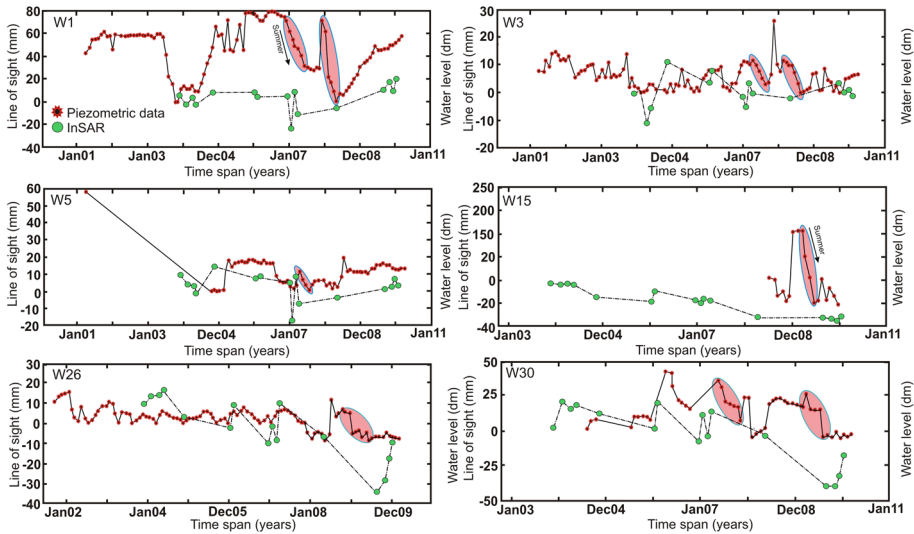 W1
Line of sight (mm)
80
60
40
20
0
-20
-40
Summer
Piezometric data
InSAR
Jan01
Jan03
Dec04
Jan07
Dec08
Jan11
Time span (years)
Water level (dm)
W3
Line of sight (mm)
30
20
10
0
-10
-20
Jan01
Jan03
Dec04
Jan07
Dec08
Jan11
Time span (years)
Water level (dm)
W5
Line of sight (mm)
60
50
40
30
20
10
0
-10
-20
Jan01
Jan03
Dec04
Jan07
Dec08
Jan11
Time span (years)
Water level (dm)
W15
Line of sight (mm)
250
200
150
20
0
-20
-40
Summer
Jan03
Dec04
Jan07
Dec08
Jan11
Time span (years)
Water level (dm)
W26
Line of sight (mm)
30
20
10
0
-10
-20
-30
-40
Jan02
Jan04
Dec05
Jan08
Dec09
Time span (years)
Water level (dm)
W30
Line of sight (mm)
50
25
0
-25
-50
Jan03
Dec04
Jan07
Dec08
Jan11
Time span (years)
Water level (dm)